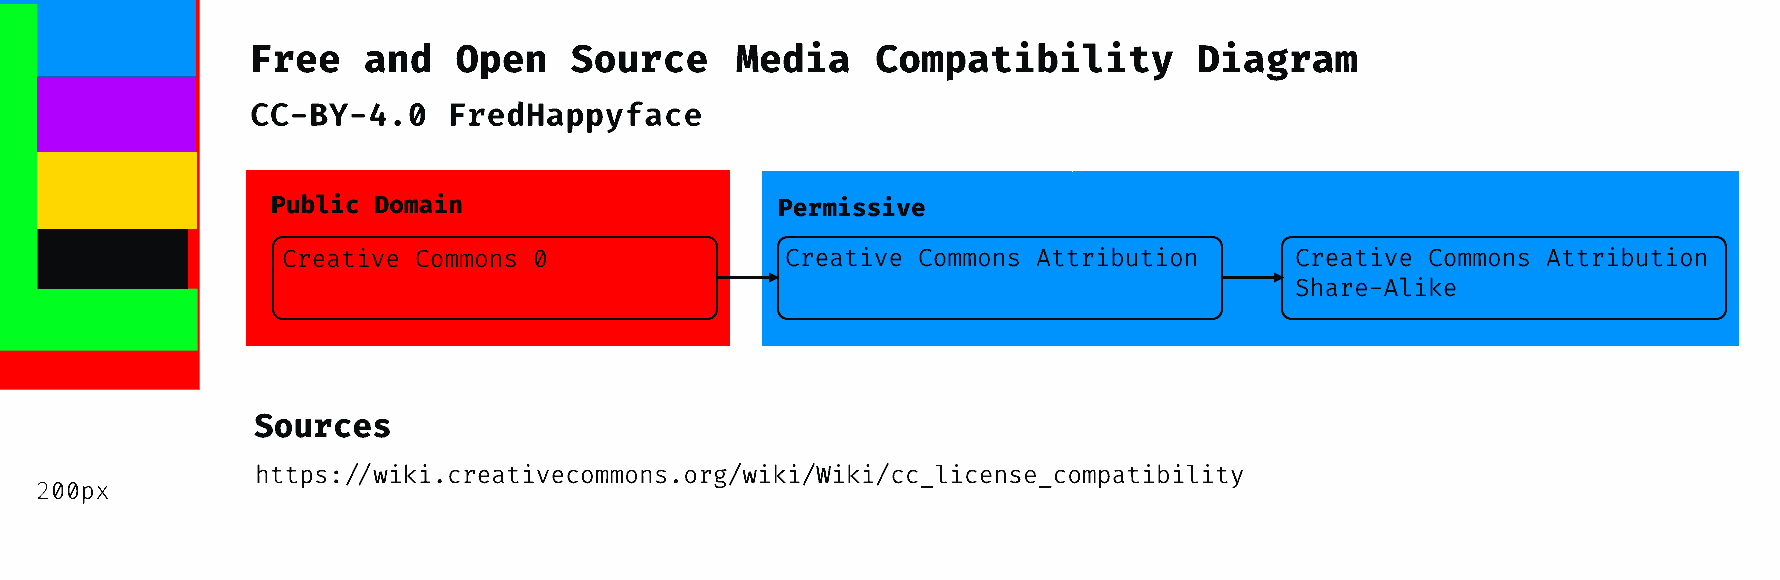 Free and Open Source Media Compatibility Diagram
CC-BY-4.0 FredHappyface
Public Domain
Creative Commons 0
Permissive
Creative Commons Attribution
Creative Commons Attribution
Share-Alike
Sources
https://wiki.creativecommons.org/wiki/Wiki/cc_license_compatibility
200px